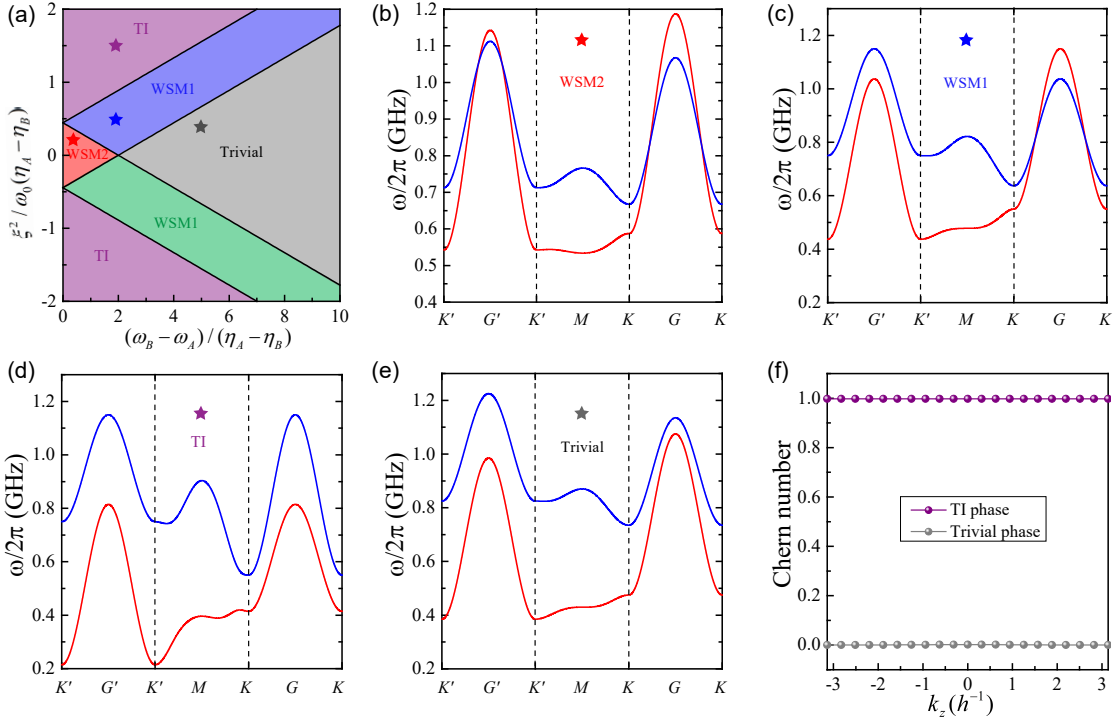 (a)
TI
WSM1
WSM2
Trivial
WSM1
TI
2
1
0
-1
-2
0 2 4 6 8 10
ξ² / ω₀(η_A − η_B)
(ω_B − ω_A) / (η_A − η_B)
(b)
WSM2
1.2
1.1
1.0
0.9
0.8
0.7
0.6
0.5
0.4
ω/2π (GHz)
K′ G′ K′ M K G K
(c)
WSM1
1.2
1.0
0.8
0.6
0.4
0.2
ω/2π (GHz)
K′ G′ K′ M K G K
(d)
TI
1.2
1.0
0.8
0.6
0.4
0.2
ω/2π (GHz)
K′ G′ K′ M K G K
(e)
Trivial
1.2
1.0
0.8
0.6
0.4
0.2
ω/2π (GHz)
K′ G′ K′ M K G K
(f)
1.0
0.8
0.6
0.4
0.2
0.0
Chern number
TI phase
Trivial phase
-3 -2 -1 0 1 2 3
k_z (h⁻¹)